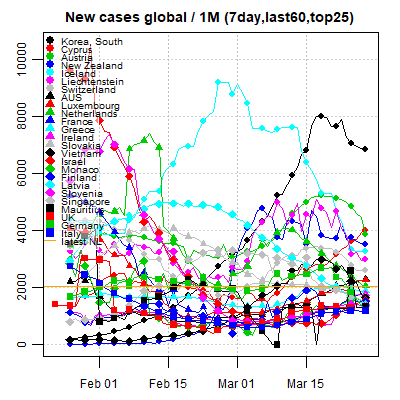 New cases global / 1M (7day,last60,top25)
Korea, South
Cyprus
Austria
New Zealand
Iceland
Liechtenstein
Switzerland
AUS
Luxembourg
Netherlands
France
Greece
Ireland
Slovakia
Vietnam
Israel
Monaco
Finland
Latvia
Slovenia
Singapore
Mauritius
UK
Germany
Italy
latest NL
0
2000
4000
6000
8000
10000
Feb 01
Feb 15
Mar 01
Mar 15